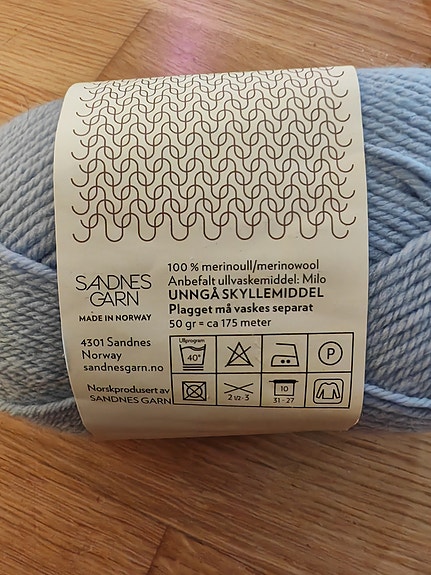 SANDNES
GARN
MADE IN NORWAY
4301 Sandnes
Norway
sandnesgarn.no
Norskprodusert av
SANDNES GARN
100 % merinoull/merinowool
Anbefalt ullvaskemiddel: Milo
UNNGÅ SKYLLEMIDDEL
Plagget må vaskes separat
50 gr = ca 175 meter
Ullprogram
40°
P
2 1/2-3
10
31 - 27